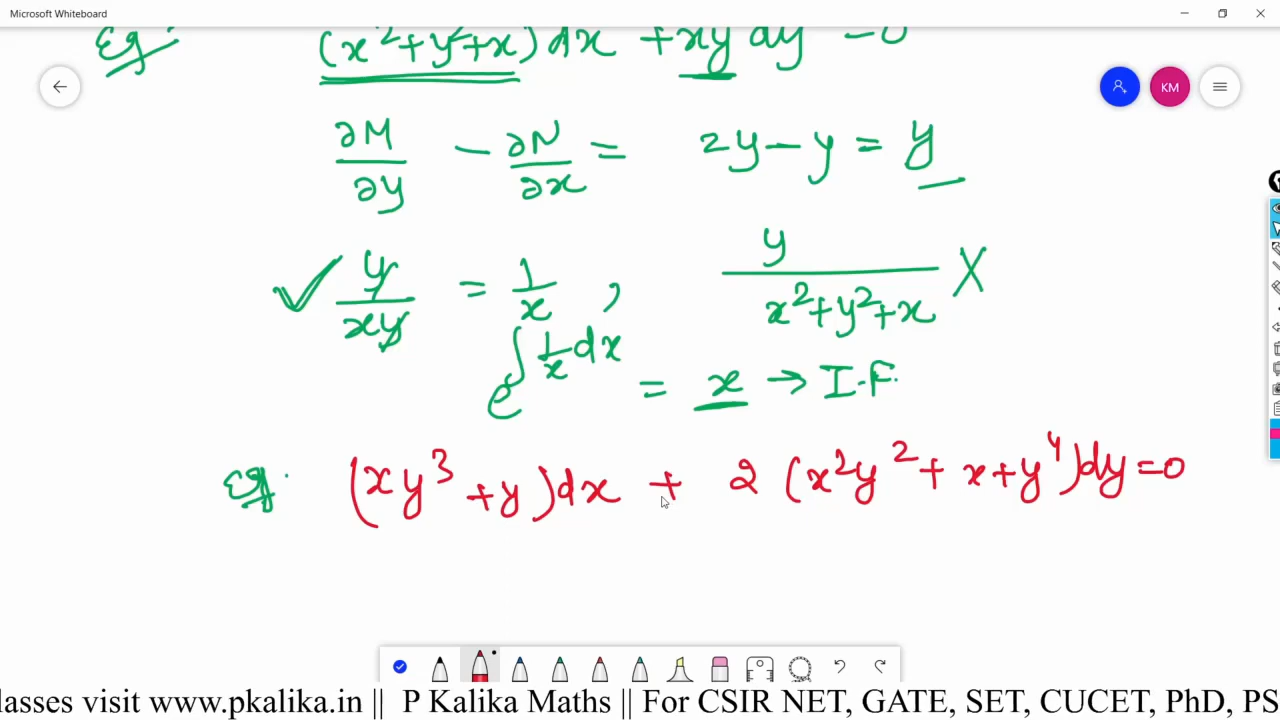 Microsoft Whiteboard
Eg: (x²+y²+x) dx + xy dy = 0
KM
∂M/∂y - ∂N/∂x = 2y - y = y
✓ y/xy = 1/x , y/(x²+y²+x) X
e^∫ 1/x dx = x → I.F.
Eg. (xy³ + y) dx + 2 (x²y² + x + y⁴) dy = 0
lasses visit www.pkalika.in || P Kalika Maths || For CSIR NET, GATE, SET, CUCET, PhD, PS